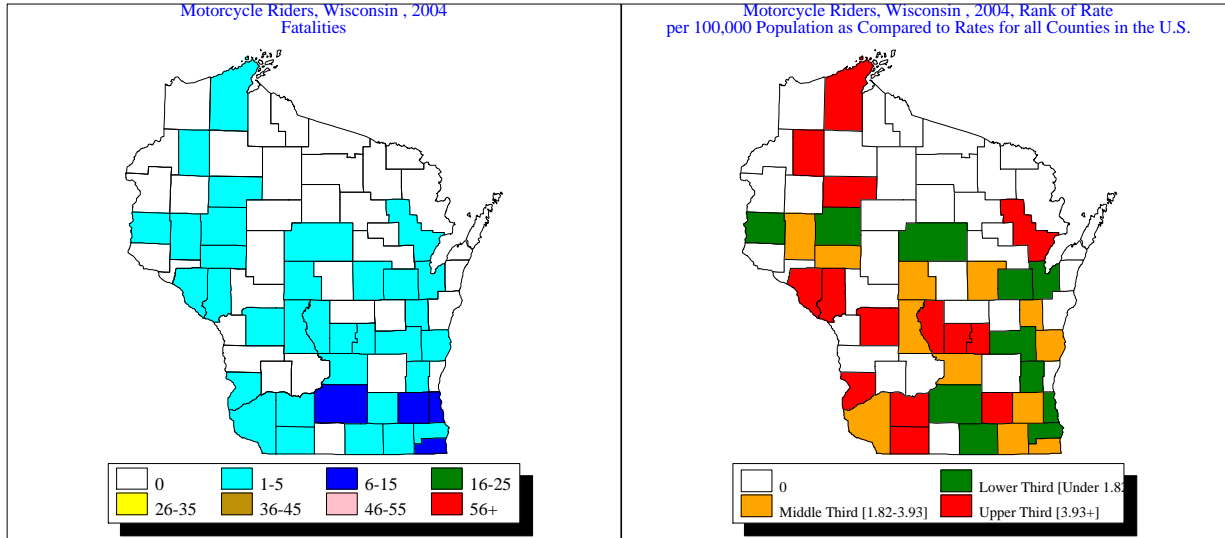 Motorcycle Riders, Wisconsin , 2004
Fatalities
0
1-5
6-15
16-25
26-35
36-45
46-55
56+
Motorcycle Riders, Wisconsin , 2004, Rank of Rate
per 100,000 Population as Compared to Rates for all Counties in the U.S.
0
Lower Third [Under 1.82
Middle Third [1.82-3.93]
Upper Third [3.93+]